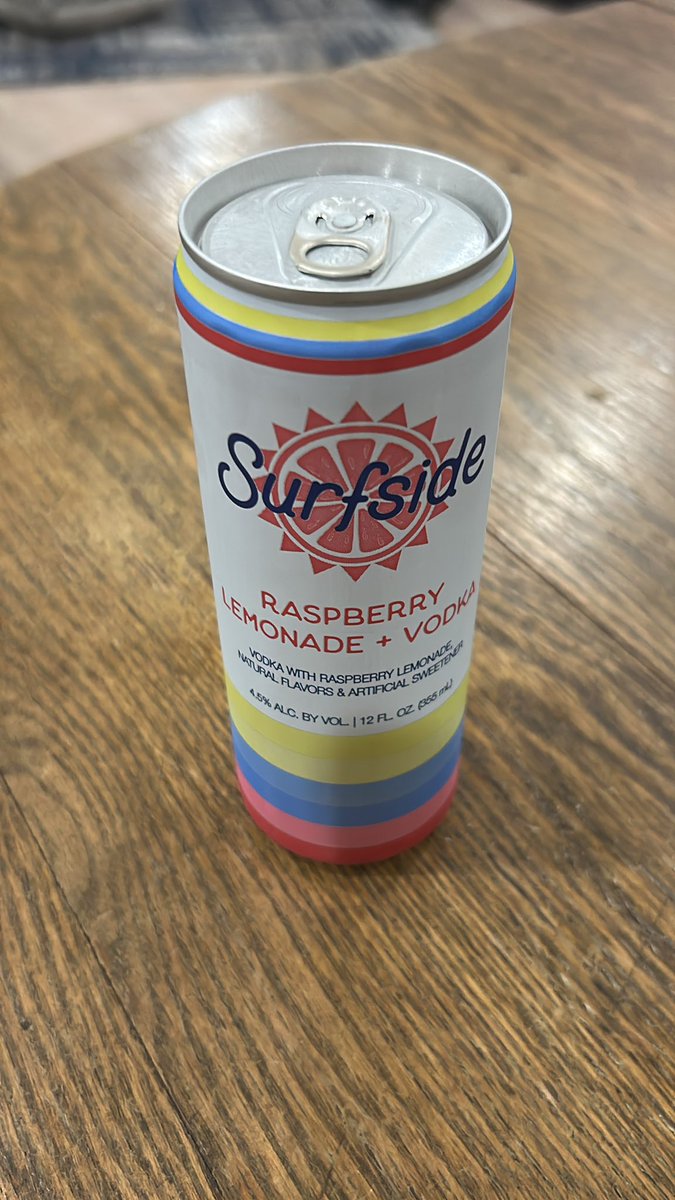 Surfside
RASPBERRY
LEMONADE + VODKA
VODKA WITH RASPBERRY LEMONADE,
NATURAL FLAVORS & ARTIFICIAL SWEETENER
4.5% ALC. BY VOL. | 12 FL. OZ. (355 mL)